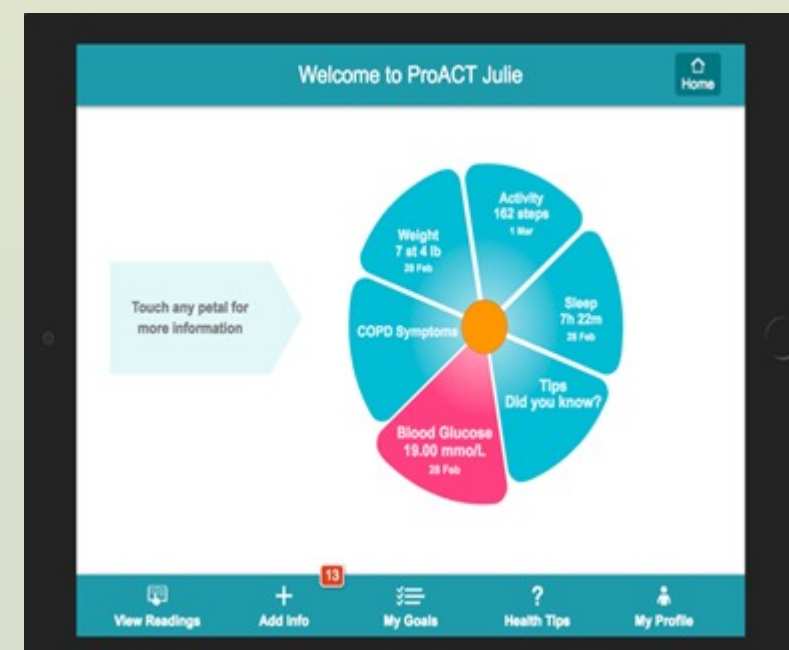 Welcome to ProACT Julie
Home
Touch any petal for
more information
Activity
162 steps
1 Mar
Weight
7 st 4 lb
28 Feb
Sleep
7h 22m
28 Feb
COPD Symptoms
Tips
Did you know?
Blood Glucose
19.00 mmo/L
28 Feb
13
View Readings
Add Info
My Goals
Health Tips
My Profile